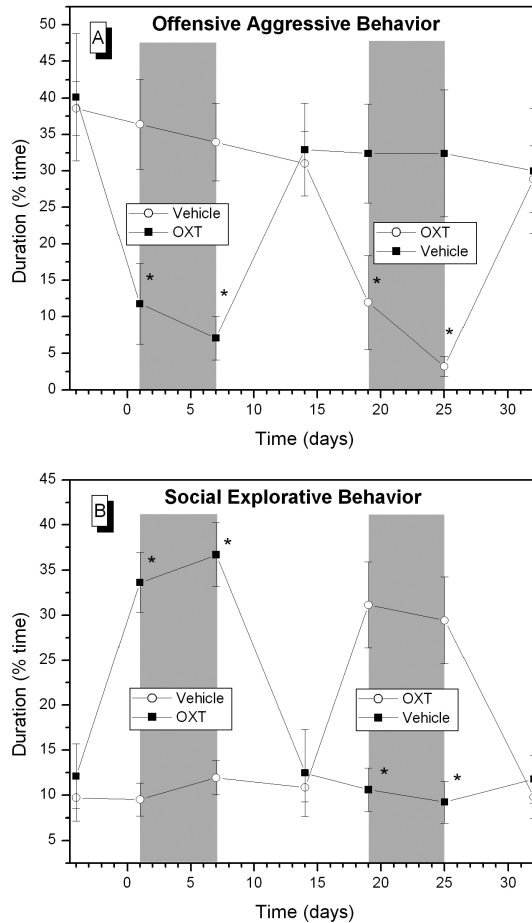 A
Offensive Aggressive Behavior
50
45
40
35
30
25
20
15
10
5
0
Duration (% time)
Vehicle
OXT
OXT
Vehicle
*
*
*
*
0 5 10 15 20 25 30
Time (days)
B
Social Explorative Behavior
45
40
35
30
25
20
15
10
5
Duration (% time)
*
*
Vehicle
OXT
OXT
Vehicle
*
*
0 5 10 15 20 25 30
Time (days)